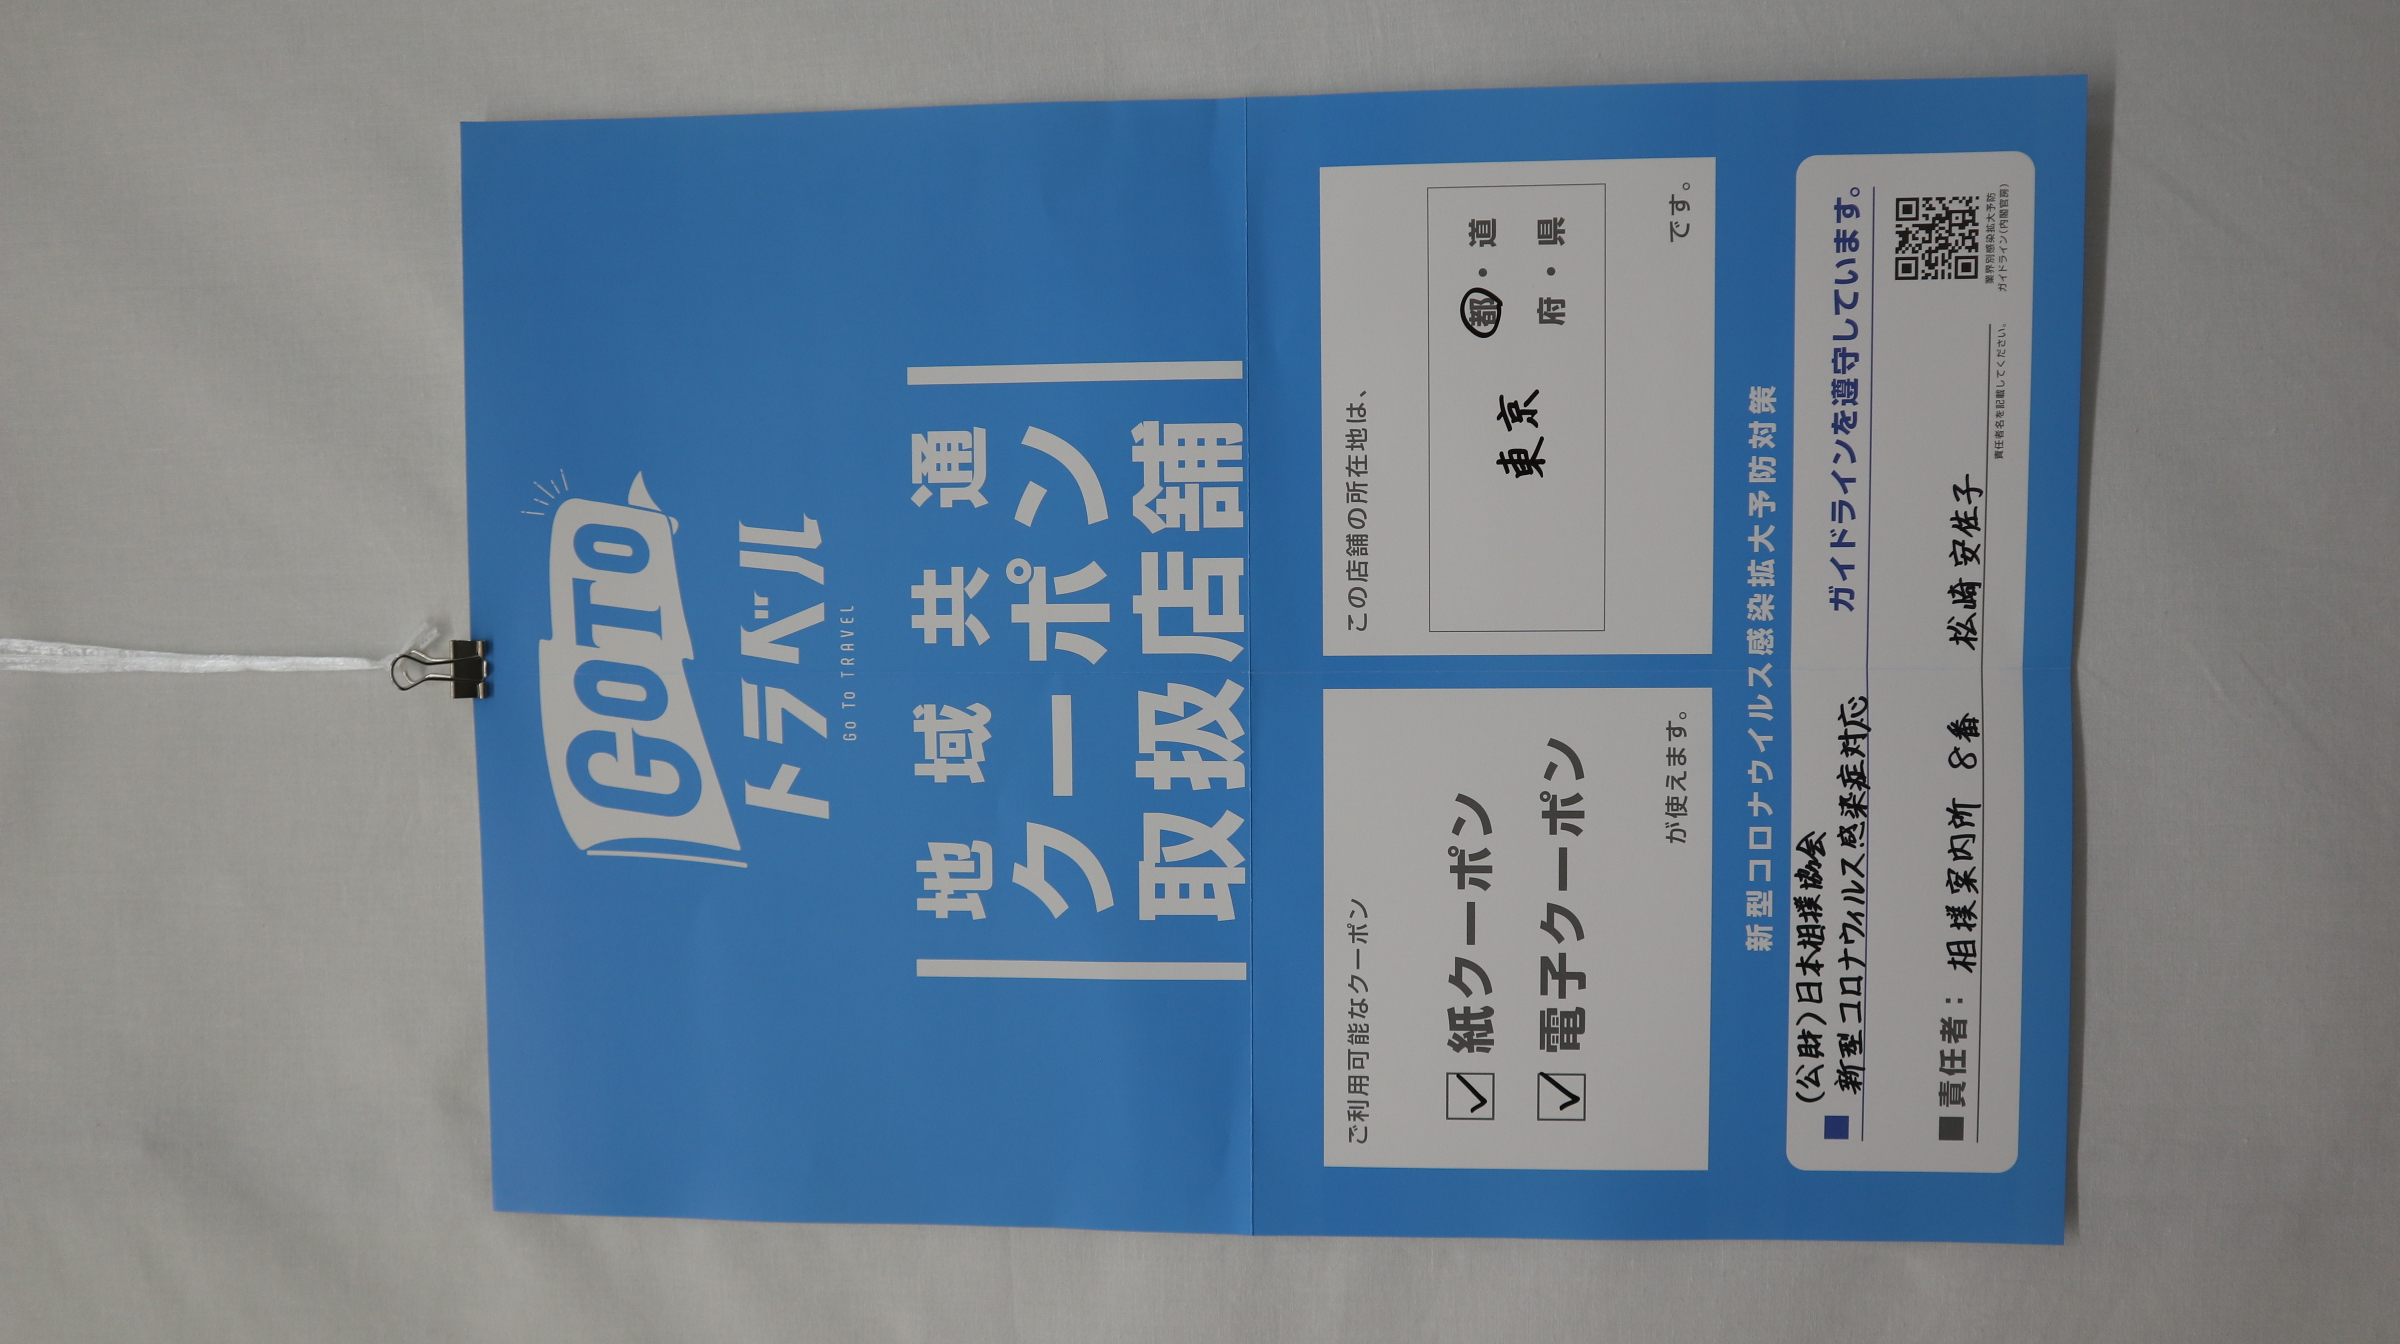 GOTO
トラベル
GO TO TRAVEL
地域共通
クーポン
取扱店舗
ご利用可能なクーポン
紙クーポン
電子クーポン
が使えます。
この店舗の所在地は、
東京
都・道
府・県
です。
新型コロナウイルス感染拡大予防対策
(公財)日本相撲協会
新型コロナウィルス感染症対応
ガイドラインを遵守しています。
■責任者: 相撲案内所 8番 松崎安佐子
責任者名を記載してください。
業界別感染拡大予防
ガイドライン(内閣官房)